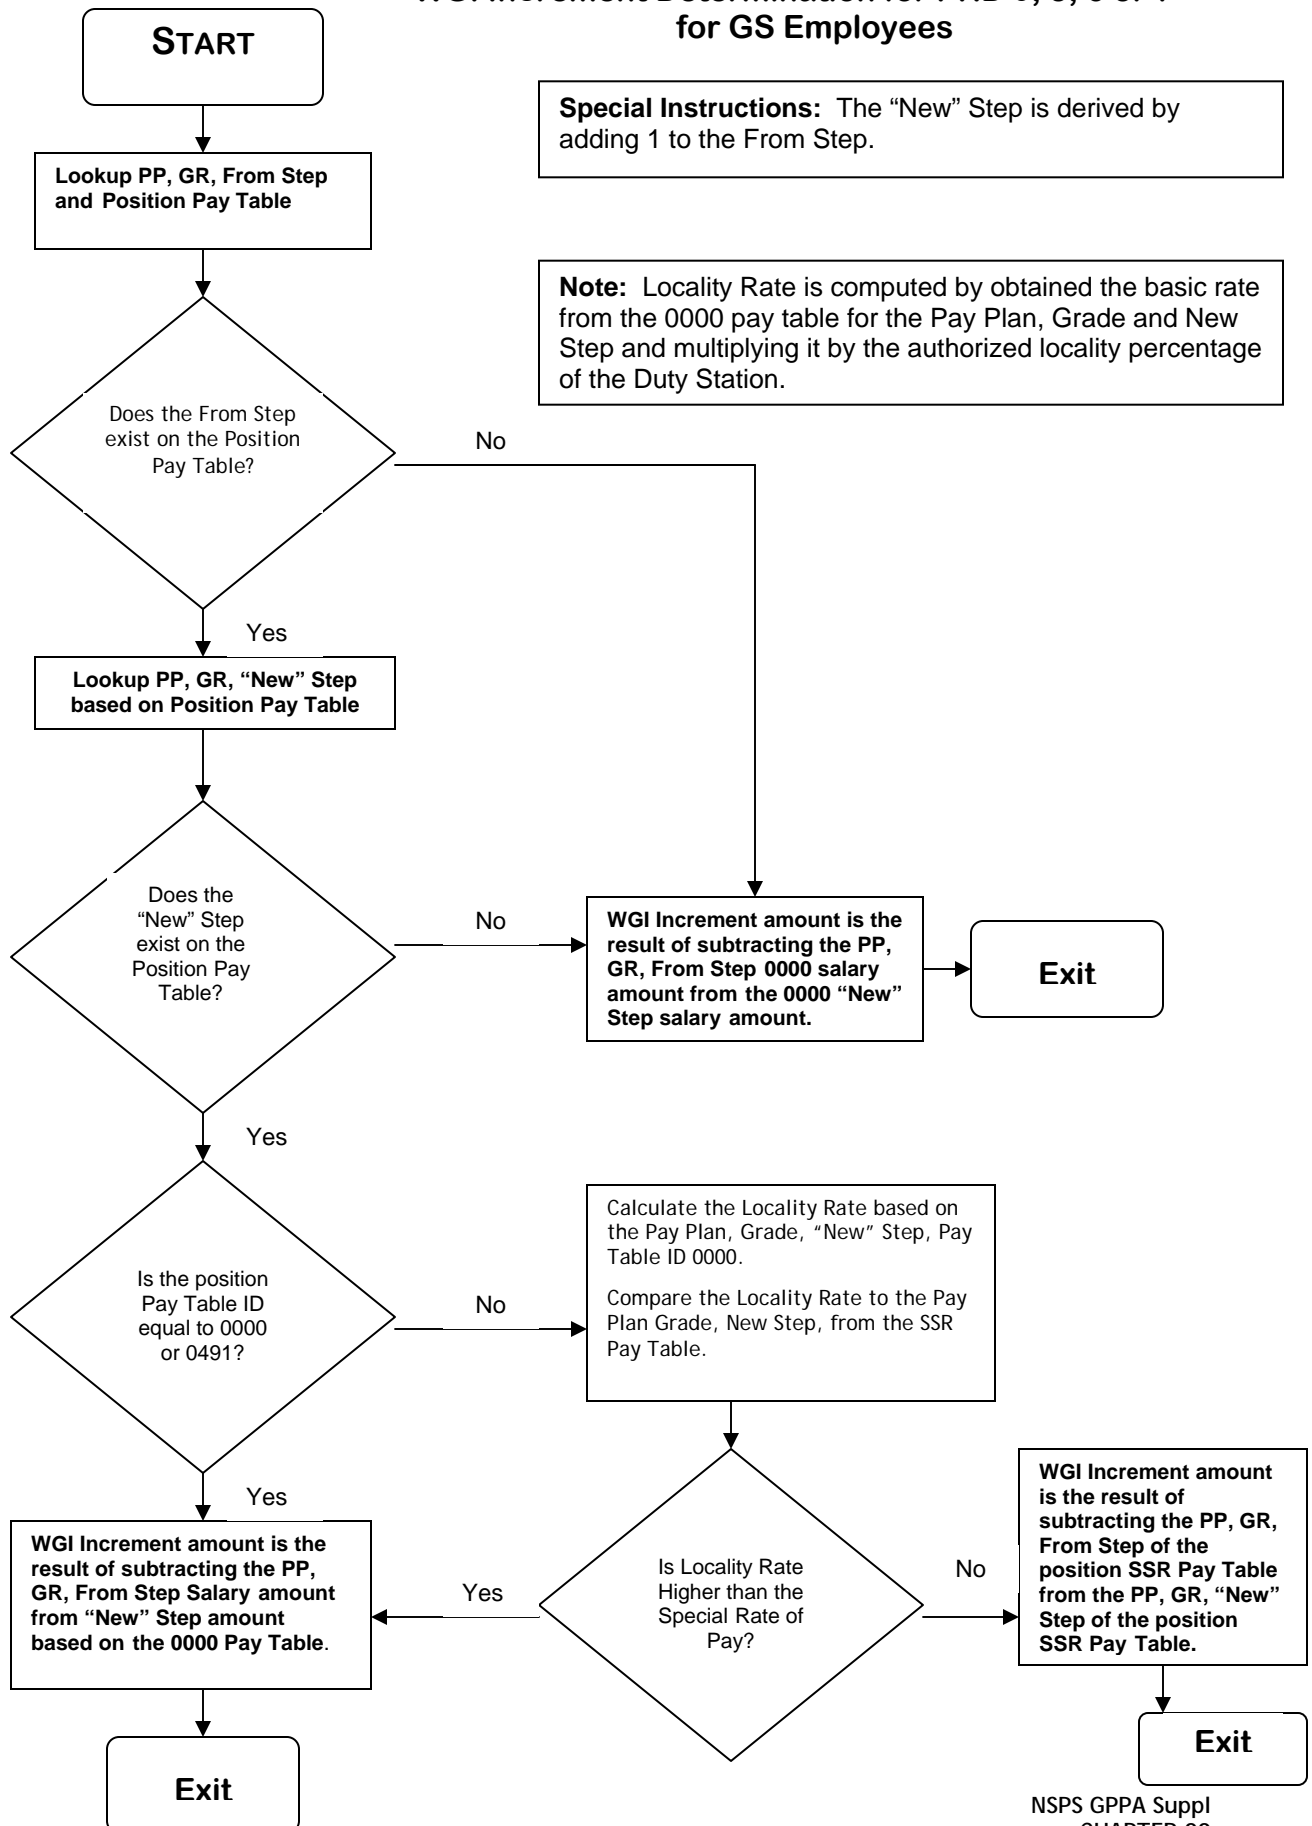 for GS Employees
START
Special Instructions: The “New” Step is derived by
adding 1 to the From Step.
Lookup PP, GR, From Step
and Position Pay Table
Note: Locality Rate is computed by obtained the basic rate
from the 0000 pay table for the Pay Plan, Grade and New
Step and multiplying it by the authorized locality percentage
of the Duty Station.
Does the From Step
exist on the Position
Pay Table?
No
Yes
Lookup PP, GR, “New” Step
based on Position Pay Table
Does the
“New” Step
exist on the
Position Pay
Table?
No
WGI Increment amount is the
result of subtracting the PP,
GR, From Step 0000 salary
amount from the 0000 “New”
Step salary amount.
Exit
Yes
Is the position
Pay Table ID
equal to 0000
or 0491?
No
Calculate the Locality Rate based on
the Pay Plan, Grade, “New” Step, Pay
Table ID 0000.
Compare the Locality Rate to the Pay
Plan Grade, New Step, from the SSR
Pay Table.
Yes
WGI Increment amount is the
result of subtracting the PP,
GR, From Step Salary amount
from “New” Step amount
based on the 0000 Pay Table.
Yes
Is Locality Rate
Higher than the
Special Rate of
Pay?
No
WGI Increment amount
is the result of
subtracting the PP, GR,
From Step of the
position SSR Pay Table
from the PP, GR, “New”
Step of the position
SSR Pay Table.
Exit
Exit
NSPS GPPA Suppl